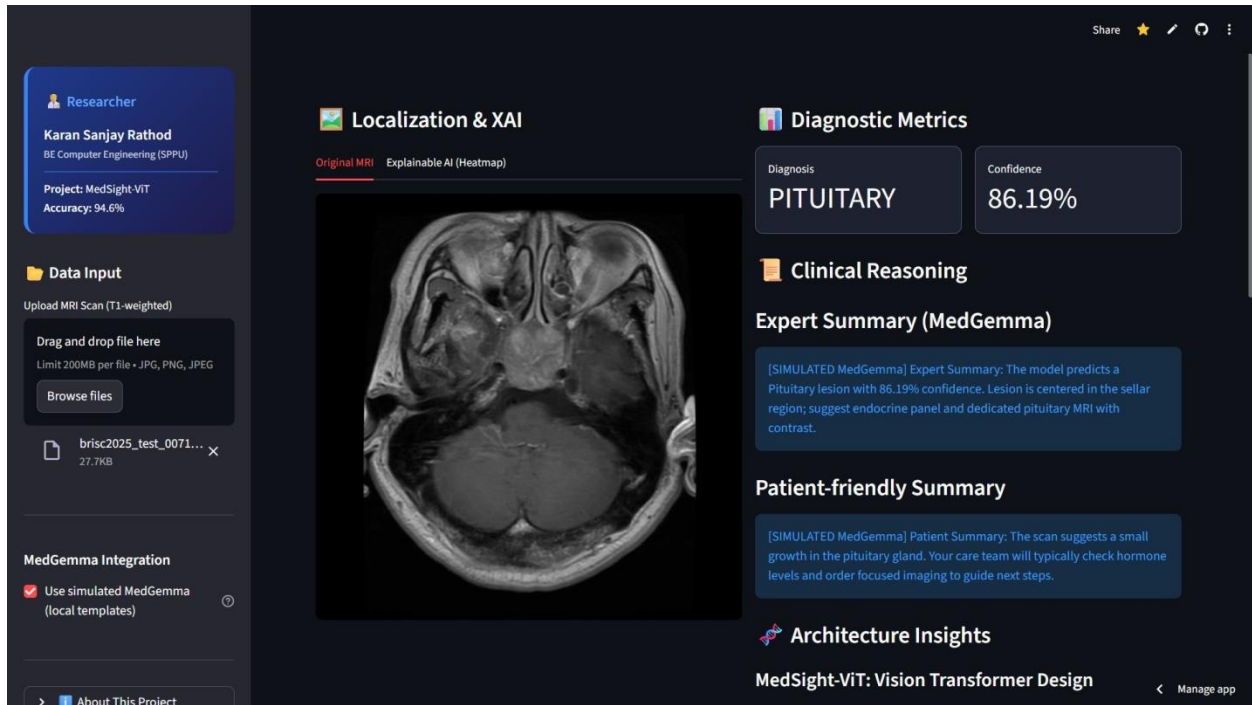 Share
Researcher
Karan Sanjay Rathod
BE Computer Engineering (SPPU)
Project: MedSight-ViT
Accuracy: 94.6%
Data Input
Upload MRI Scan (T1-weighted)
Drag and drop file here
Limit 200MB per file • JPG, PNG, JPEG
Browse files
brisc2025_test_0071...
27.7KB
MedGemma Integration
Use simulated MedGemma
(local templates)
About This Project
Localization & XAI
Original MRI Explainable AI (Heatmap)
Diagnostic Metrics
Diagnosis
PITUITARY
Confidence
86.19%
Clinical Reasoning
Expert Summary (MedGemma)
[SIMULATED MedGemma] Expert Summary: The model predicts a
Pituitary lesion with 86.19% confidence. Lesion is centered in the sellar
region; suggest endocrine panel and dedicated pituitary MRI with
contrast.
Patient-friendly Summary
[SIMULATED MedGemma] Patient Summary: The scan suggests a small
growth in the pituitary gland. Your care team will typically check hormone
levels and order focused imaging to guide next steps.
Architecture Insights
MedSight-ViT: Vision Transformer Design
Manage app